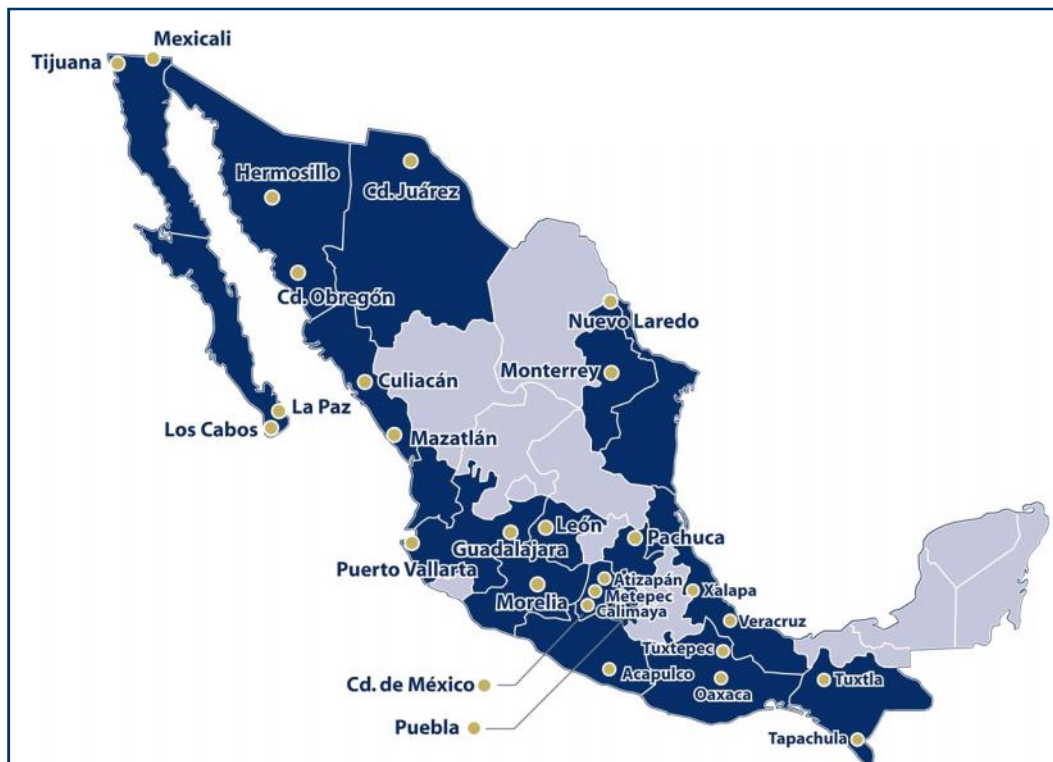 Mexicali
Tijuana
Hermosillo
Cd. Juárez
Cd. Obregón
Nuevo Laredo
Monterrey
Culiacán
La Paz
Los Cabos
Mazatlán
León
Guadalajara
Pachuca
Puerto Vallarta
Atizapán
Metepec
Calimaya
Morelia
Xalapa
Veracruz
Tuxtepec
Acapulco
Oaxaca
Tuxtla
Cd. de México
Puebla
Tapachula